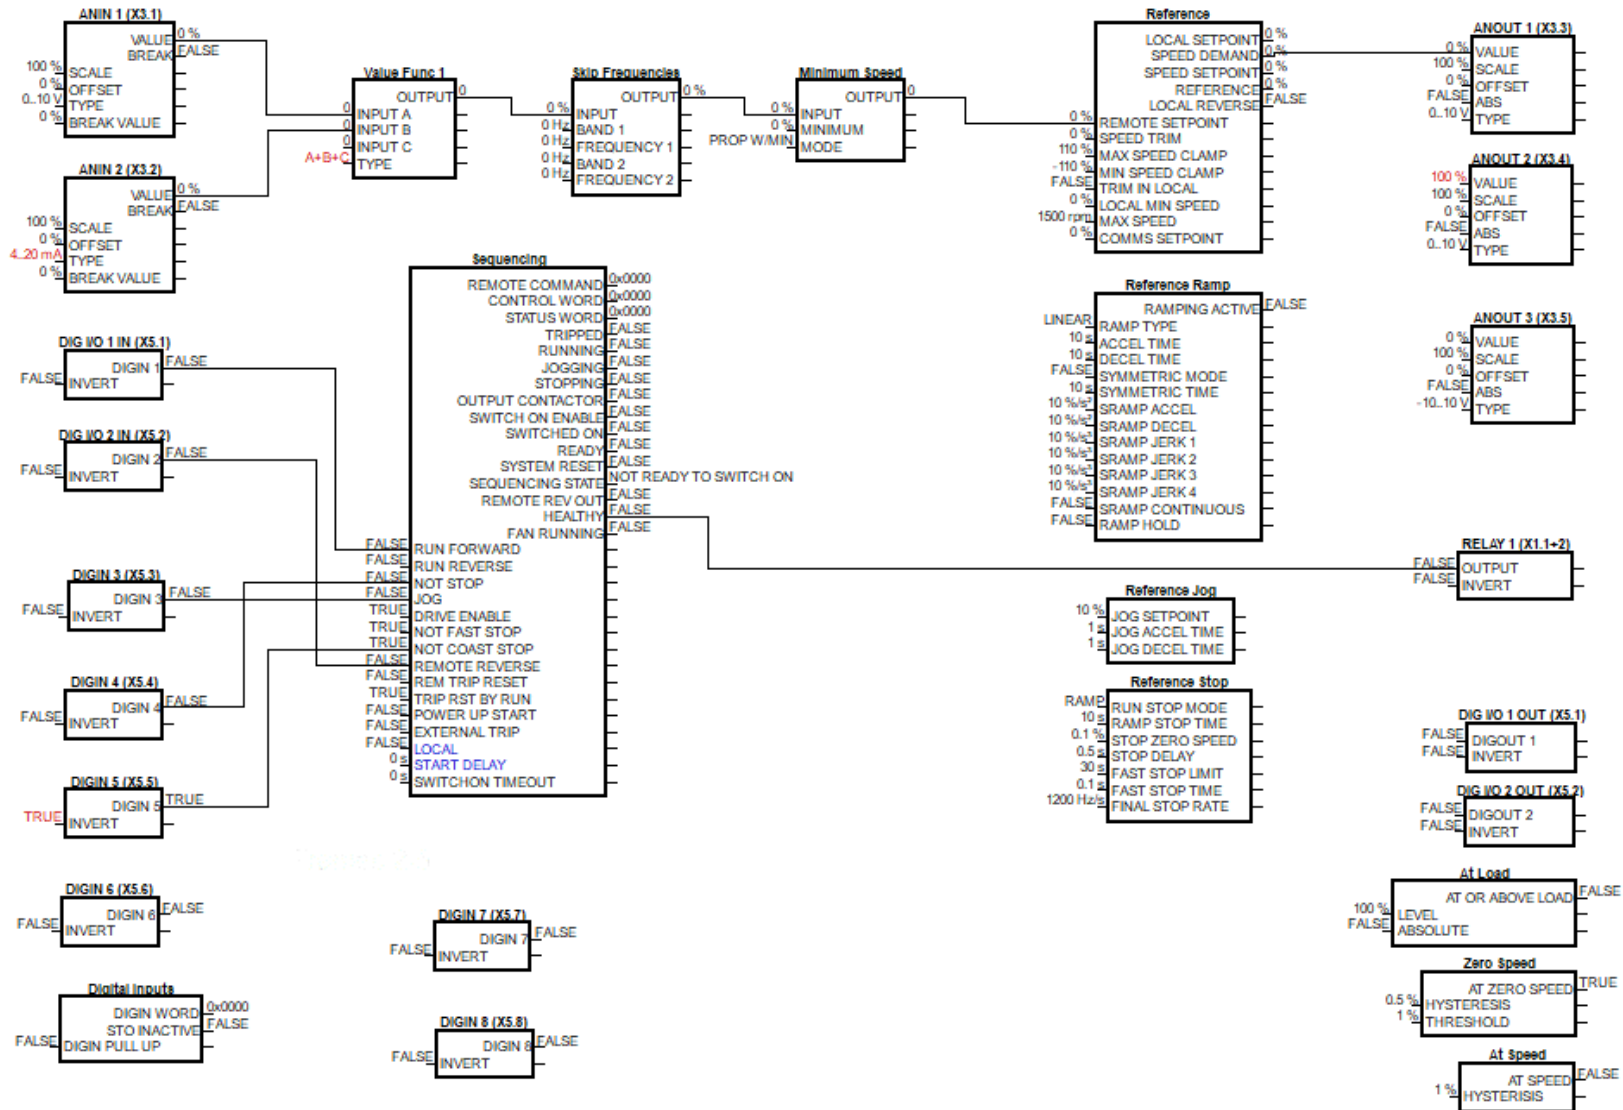 ANIN 1 (X3.1)
VALUE 0 %
BREAK FALSE
100 % SCALE
0 % OFFSET
0..10 V TYPE
0 % BREAK VALUE
ANIN 2 (X3.2)
VALUE 0 %
BREAK FALSE
100 % SCALE
0 % OFFSET
4..20 mA TYPE
0 % BREAK VALUE
Value Func 1
OUTPUT 0
0 INPUT A
0 INPUT B
0 INPUT C
A+B+C TYPE
Skip Frequencies
OUTPUT 0 %
0 % INPUT
0 Hz BAND 1
0 Hz FREQUENCY 1
0 Hz BAND 2
0 Hz FREQUENCY 2
Minimum Speed
OUTPUT 0
0 % INPUT
0 % MINIMUM
PROP W/MIN MODE
Reference
LOCAL SETPOINT 0 %
SPEED DEMAND 0 %
SPEED SETPOINT 0 %
REFERENCE 0 %
LOCAL REVERSE FALSE
0 % REMOTE SETPOINT
0 % SPEED TRIM
110 % MAX SPEED CLAMP
-110 % MIN SPEED CLAMP
FALSE TRIM IN LOCAL
0 % LOCAL MIN SPEED
1500 rpm MAX SPEED
0 % COMMS SETPOINT
ANOUT 1 (X3.3)
0 % VALUE
100 % SCALE
0 % OFFSET
FALSE ABS
0..10 V TYPE
ANOUT 2 (X3.4)
100 % VALUE
100 % SCALE
0 % OFFSET
FALSE ABS
0..10 V TYPE
ANOUT 3 (X3.5)
0 % VALUE
100 % SCALE
0 % OFFSET
FALSE ABS
-10..10 V TYPE
DIG I/O 1 IN (X5.1)
DIGIN 1 FALSE
FALSE INVERT
DIG I/O 2 IN (X5.2)
DIGIN 2 FALSE
FALSE INVERT
DIGIN 3 (X5.3)
DIGIN 3 FALSE
FALSE INVERT
DIGIN 4 (X5.4)
DIGIN 4 FALSE
FALSE INVERT
DIGIN 5 (X5.5)
DIGIN 5 TRUE
TRUE INVERT
DIGIN 6 (X5.6)
DIGIN 6 FALSE
FALSE INVERT
Digital Inputs
DIGIN WORD 0x0000
STO INACTIVE FALSE
FALSE DIGIN PULL UP
Sequencing
REMOTE COMMAND 0x0000
CONTROL WORD 0x0000
STATUS WORD 0x0000
TRIPPED FALSE
RUNNING FALSE
JOGGING FALSE
STOPPING FALSE
OUTPUT CONTACTOR FALSE
SWITCH ON ENABLE FALSE
SWITCHED ON FALSE
READY FALSE
SYSTEM RESET FALSE
SEQUENCING STATE NOT READY TO SWITCH ON
REMOTE REV OUT FALSE
HEALTHY FALSE
FAN RUNNING FALSE
FALSE RUN FORWARD
FALSE RUN REVERSE
FALSE NOT STOP
FALSE JOG
TRUE DRIVE ENABLE
TRUE NOT FAST STOP
TRUE NOT COAST STOP
FALSE REMOTE REVERSE
FALSE REM TRIP RESET
TRUE TRIP RST BY RUN
FALSE POWER UP START
FALSE EXTERNAL TRIP
FALSE LOCAL
0 s START DELAY
0 s SWITCHON TIMEOUT
DIGIN 7 (X5.7)
DIGIN 7 FALSE
FALSE INVERT
DIGIN 8 (X5.8)
DIGIN 8 FALSE
FALSE INVERT
Reference Ramp
RAMPING ACTIVE FALSE
LINEAR RAMP TYPE
10 s ACCEL TIME
10 s DECEL TIME
FALSE SYMMETRIC MODE
10 s SYMMETRIC TIME
10 %/s² SRAMP ACCEL
10 %/s² SRAMP DECEL
10 %/s³ SRAMP JERK 1
10 %/s³ SRAMP JERK 2
10 %/s³ SRAMP JERK 3
10 %/s³ SRAMP JERK 4
FALSE SRAMP CONTINUOUS
FALSE RAMP HOLD
Reference Jog
10 % JOG SETPOINT
1 s JOG ACCEL TIME
1 s JOG DECEL TIME
Reference Stop
RAMP RUN STOP MODE
10 s RAMP STOP TIME
0.1 % STOP ZERO SPEED
0.5 s STOP DELAY
30 s FAST STOP LIMIT
0.1 s FAST STOP TIME
1200 Hz/s FINAL STOP RATE
RELAY 1 (X1.1+2)
FALSE OUTPUT
FALSE INVERT
DIG I/O 1 OUT (X5.1)
FALSE DIGOUT 1
FALSE INVERT
DIG I/O 2 OUT (X5.2)
FALSE DIGOUT 2
FALSE INVERT
At Load
AT OR ABOVE LOAD FALSE
100 % LEVEL
FALSE ABSOLUTE
Zero Speed
AT ZERO SPEED TRUE
0.5 % HYSTERESIS
1 % THRESHOLD
At Speed
AT SPEED FALSE
1 % HYSTERISIS